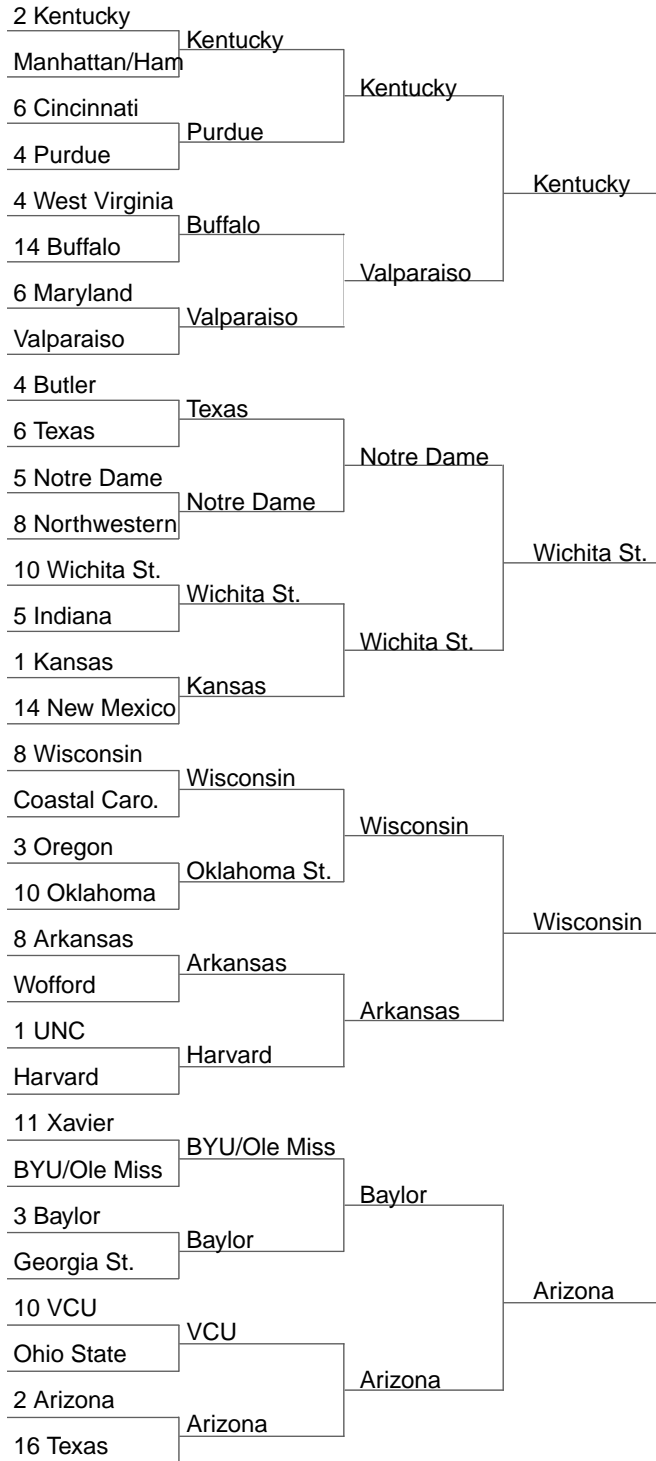 2 Kentucky
Manhattan/Ham
6 Cincinnati
4 Purdue
4 West Virginia
14 Buffalo
6 Maryland
Valparaiso
4 Butler
6 Texas
5 Notre Dame
8 Northwestern
10 Wichita St.
5 Indiana
1 Kansas
14 New Mexico
8 Wisconsin
Coastal Caro.
3 Oregon
10 Oklahoma
8 Arkansas
Wofford
1 UNC
Harvard
11 Xavier
BYU/Ole Miss
3 Baylor
Georgia St.
10 VCU
Ohio State
2 Arizona
16 Texas
Kentucky
Purdue
Buffalo
Valparaiso
Texas
Notre Dame
Wichita St.
Kansas
Wisconsin
Oklahoma St.
Arkansas
Harvard
BYU/Ole Miss
Baylor
VCU
Arizona
Kentucky
Valparaiso
Notre Dame
Wichita St.
Wisconsin
Arkansas
Baylor
Arizona
Kentucky
Wichita St.
Wisconsin
Arizona